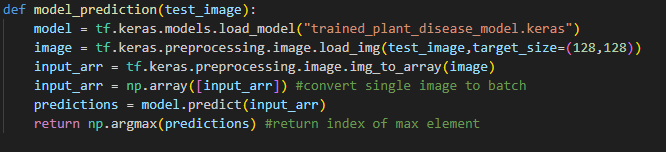 def model_prediction(test_image):
    model = tf.keras.models.load_model("trained_plant_disease_model.keras")
    image = tf.keras.preprocessing.image.load_img(test_image,target_size=(128,128))
    input_arr = tf.keras.preprocessing.image.img_to_array(image)
    input_arr = np.array([input_arr]) #convert single image to batch
    predictions = model.predict(input_arr)
    return np.argmax(predictions) #return index of max element